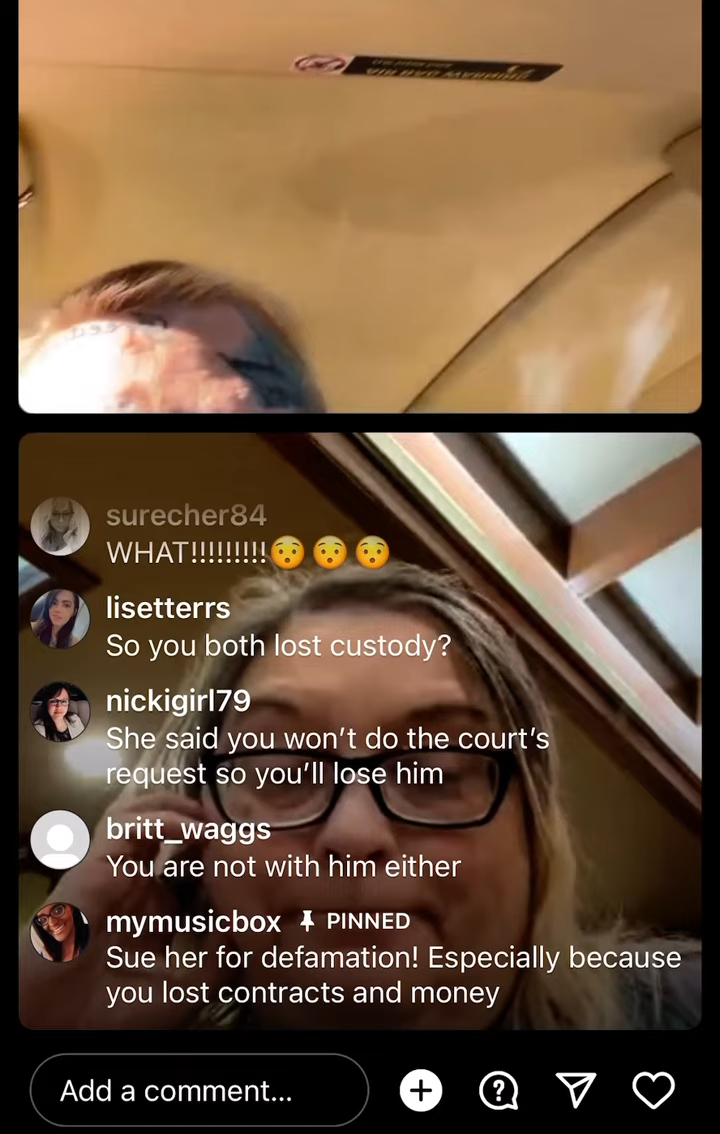 surecher84
WHAT!!!!!!!!!😯😯😯
lisetterrs
So you both lost custody?
nickigirl79
She said you won't do the court's
request so you'll lose him
britt_waggs
You are not with him either
mymusicbox 📌 PINNED
Sue her for defamation! Especially because
you lost contracts and money
Add a comment...